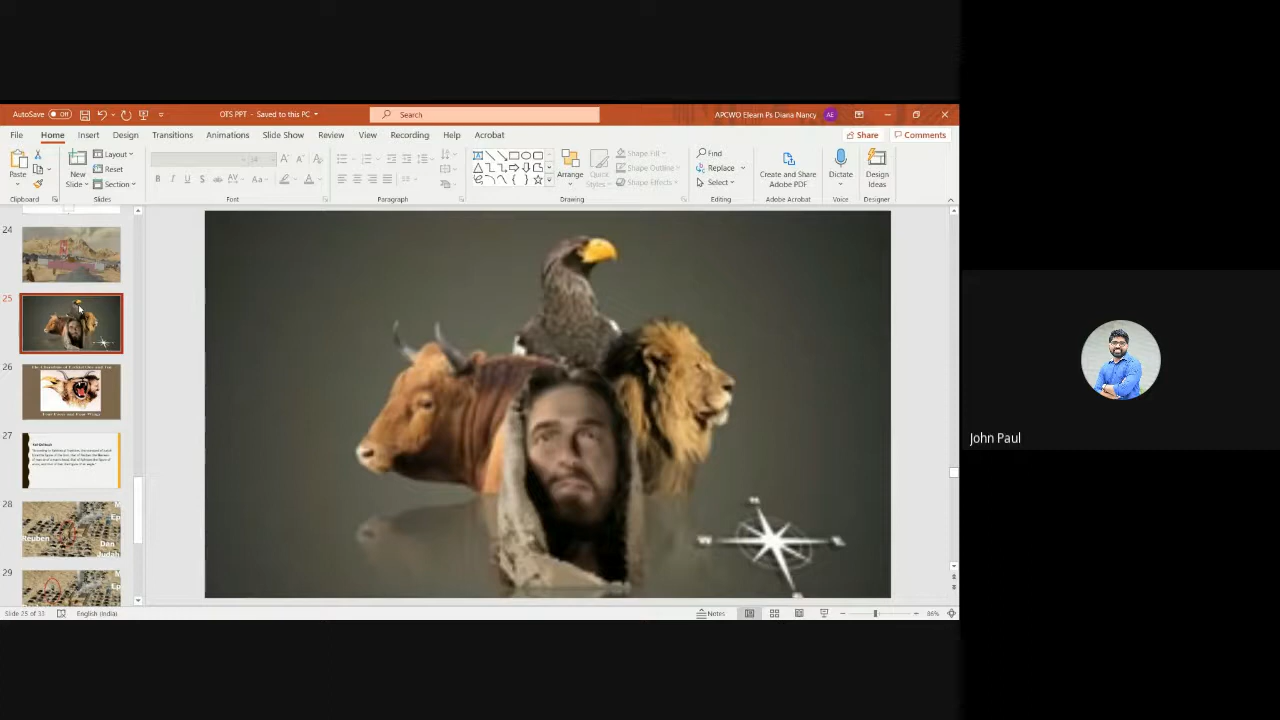 AutoSave Off OTS PPT - Saved to this PC Search APCWO Elearn Ps Diana Nancy AE
File Home Insert Design Transitions Animations Slide Show Review View Recording Help Acrobat Share Comments
Paste
New Slide
Layout
Reset
Section
B I U S AV Aa A
Arrange
Quick Styles
Shape Fill
Shape Outline
Shape Effects
Find
Replace
Select
Create and Share Adobe PDF
Dictate
Design Ideas
Clipboard Slides Font Paragraph Drawing Editing Adobe Acrobat Voice Designer
24
25
26
27
28
Reuben
Dan
Judah
29
W
John Paul
Slide 25 of 33 English (India) Notes 86%